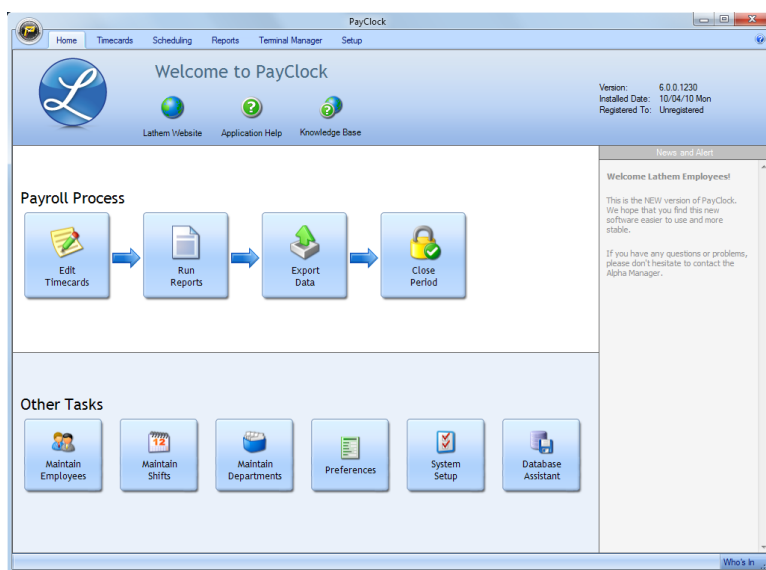 PayClock
Home Timecards Scheduling Reports Terminal Manager Setup
Welcome to PayClock
Lathem Website Application Help Knowledge Base
Version: 6.0.0.1230
Installed Date: 10/04/10 Mon
Registered To: Unregistered
News and Alert
Welcome Lathem Employees!
This is the NEW version of PayClock.
We hope that you find this new
software easier to use and more
stable.
If you have any questions or problems,
please don't hesitate to contact the
Alpha Manager.
Payroll Process
Edit
Timecards
Run
Reports
Export
Data
Close
Period
Other Tasks
12
Maintain
Employees
Maintain
Shifts
Maintain
Departments
Preferences
System
Setup
Database
Assistant
Who's In